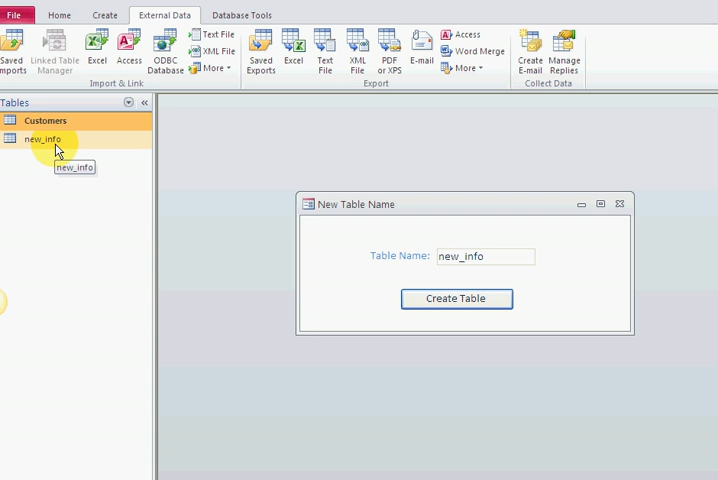 File Home Create External Data Database Tools
Saved Imports
Linked Table Manager
Excel
Access
ODBC Database
Text File
XML File
More
Import & Link
Saved Exports
Excel
Text File
XML File
PDF or XPS
E-mail
Access
Word Merge
More
Export
Create E-mail
Manage Replies
Collect Data
Tables
Customers
new_info
new_info
New Table Name
Table Name: new_info
Create Table